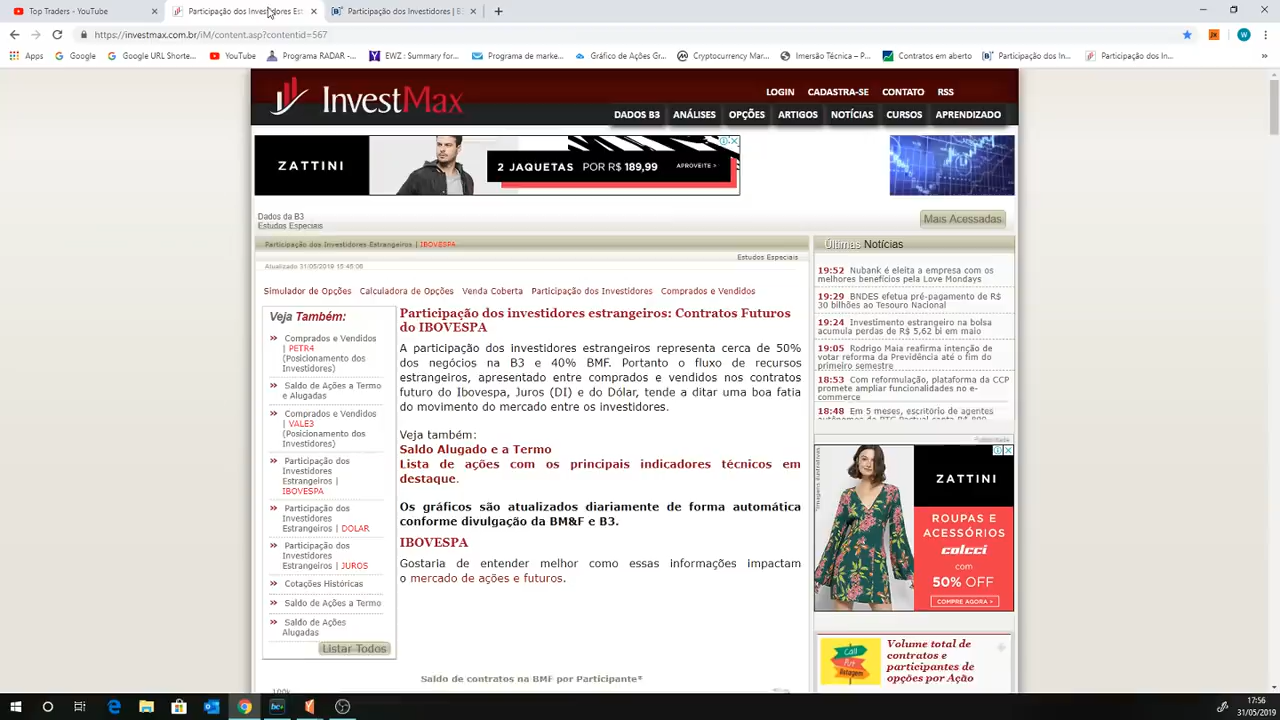 Top Traders - YouTube
Participação dos Investidores Est
Participação dos Investidores | B
https://investmax.com.br/iM/content.asp?contentid=567
W
Apps
Google
Google URL Shorte...
YouTube
Programa RADAR -...
EWZ : Summary for...
Programa de marke...
Gráfico de Ações Gr...
Cryptocurrency Mar...
Imersão Técnica – P...
Contratos em aberto
Participação dos In...
Participação dos In...
»
InvestMax
LOGIN CADASTRA-SE CONTATO RSS
DADOS B3 ANÁLISES OPÇÕES ARTIGOS NOTÍCIAS CURSOS APRENDIZADO
ZATTINI
2 JAQUETAS POR R$ 189,99
APROVEITE >
Dados da B3
Estudos Especiais
Mais Acessadas
Participação dos Investidores Estrangeiros | IBOVESPA
Estudos Especiais
Atualizado 31/05/2019 15:45:06
Simulador de Opções Calculadora de Opções Venda Coberta Participação dos Investidores Comprados e Vendidos
Veja Também:
Comprados e Vendidos
| PETR4
(Posicionamento dos
Investidores)
Saldo de Ações a Termo
e Alugadas
Comprados e Vendidos
| VALE3
(Posicionamento dos
Investidores)
Participação dos
Investidores
Estrangeiros |
IBOVESPA
Participação dos
Investidores
Estrangeiros | DOLAR
Participação dos
Investidores
Estrangeiros | JUROS
Cotações Históricas
Saldo de Ações a Termo
Saldo de Ações
Alugadas
Listar Todos
Participação dos investidores estrangeiros: Contratos Futuros
do IBOVESPA
A participação dos investidores estrangeiros representa cerca de 50%
dos negócios na B3 e 40% BMF. Portanto o fluxo de recursos
estrangeiros, apresentado entre comprados e vendidos nos contratos
futuro do Ibovespa, Juros (DI) e do Dólar, tende a ditar uma boa fatia
do movimento do mercado entre os investidores.
Veja também:
Saldo Alugado e a Termo
Lista de ações com os principais indicadores técnicos em
destaque.
Os gráficos são atualizados diariamente de forma automática
conforme divulgação da BM&F e B3.
IBOVESPA
Gostaria de entender melhor como essas informações impactam
o mercado de ações e futuros.
Saldo de contratos na BMF por Participante*
100k
Últimas Notícias
19:52 Nubank é eleita a empresa com os
melhores benefícios pela Love Mondays
19:29 BNDES efetua pré-pagamento de R$
30 bilhões ao Tesouro Nacional
19:24 Investimento estrangeiro na bolsa
acumula perdas de R$ 5,62 bi em maio
19:05 Rodrigo Maia reafirma intenção de
votar reforma da Previdência até o fim do
primeiro semestre
18:53 Com reformulação, plataforma da CCP
promete ampliar funcionalidades no e-
commerce
18:48 Em 5 meses, escritório de agentes
Publicidade
ZATTINI
ROUPAS E
ACESSÓRIOS
colcci
com
50% OFF
COMPRE AGORA >
Call
Put
Volume total de
contratos e
participantes de
opções por Ação
17:56
31/05/2019